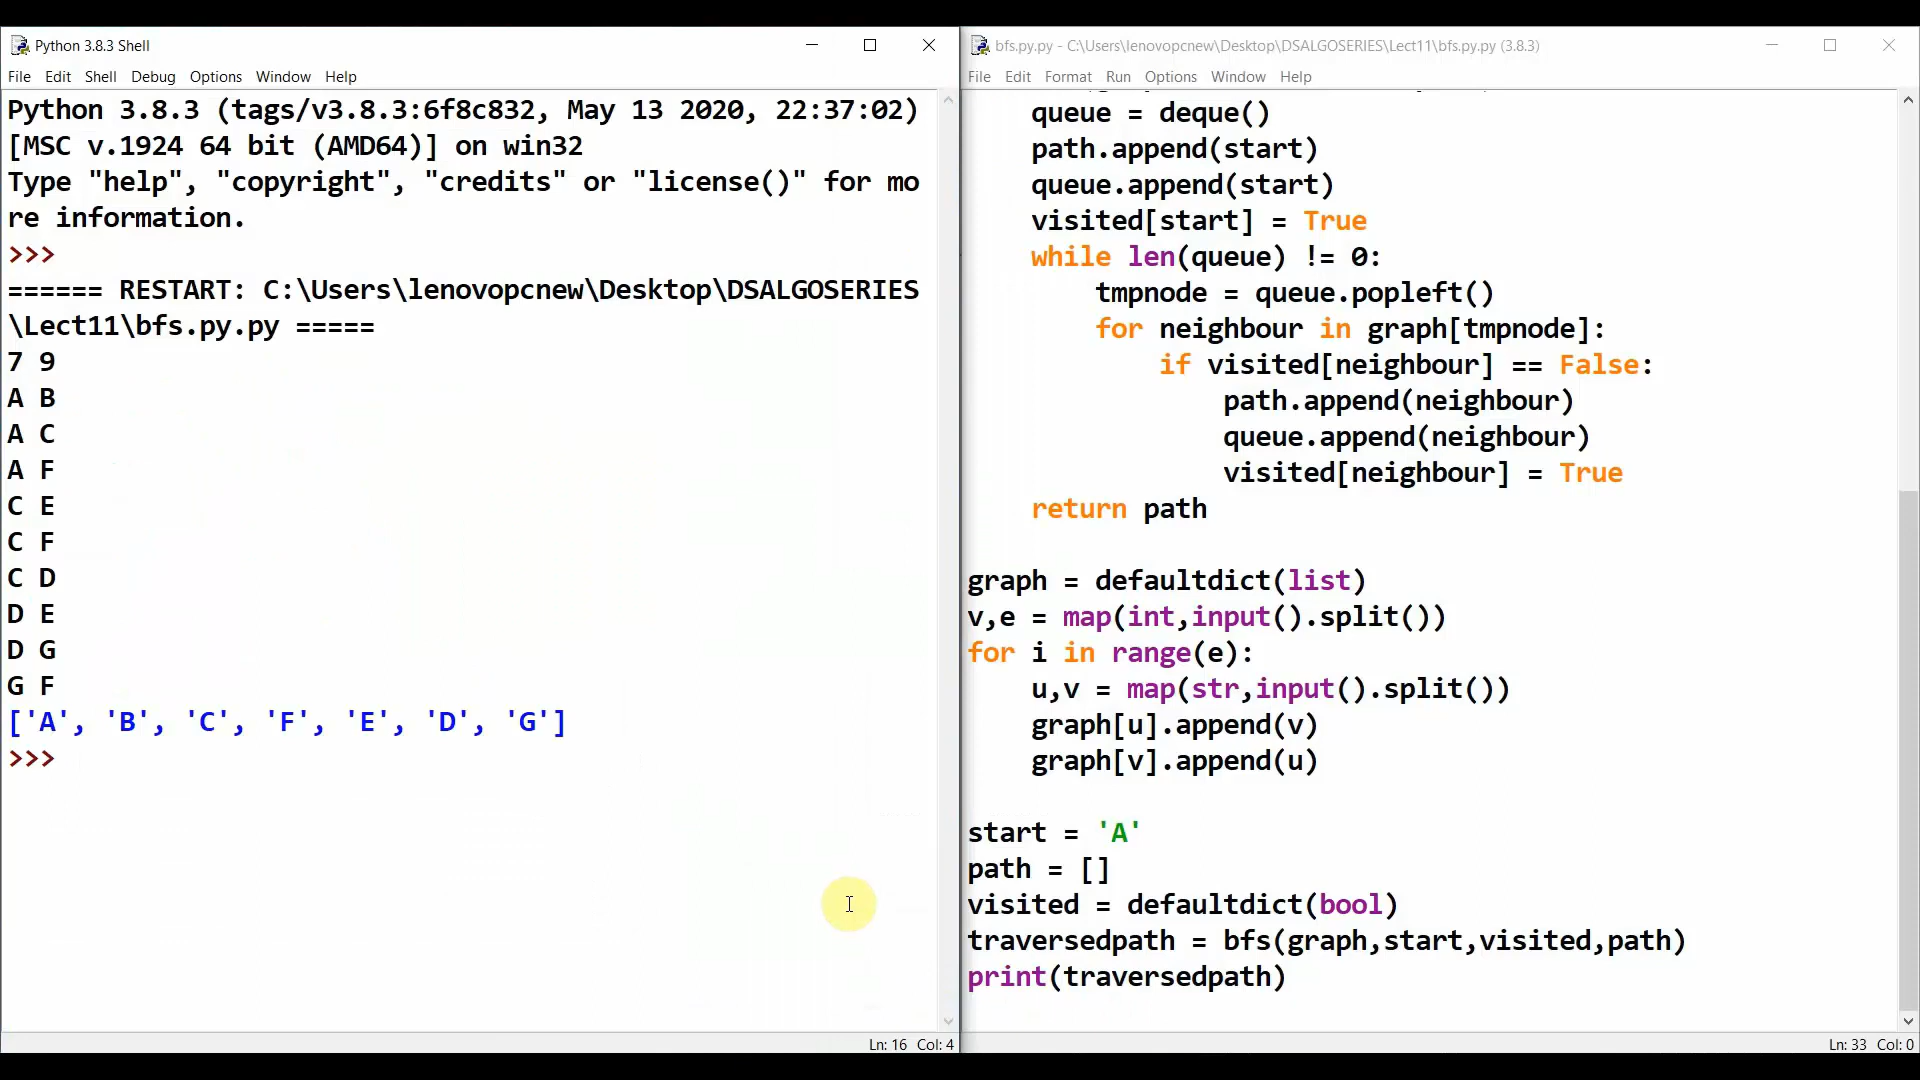 Python 3.8.3 Shell
File Edit Shell Debug Options Window Help
Python 3.8.3 (tags/v3.8.3:6f8c832, May 13 2020, 22:37:02)
[MSC v.1924 64 bit (AMD64)] on win32
Type "help", "copyright", "credits" or "license()" for mo
re information.
>>>
====== RESTART: C:\Users\lenovopcnew\Desktop\DSALGOSERIES
\Lect11\bfs.py.py =====
7 9
A B
A C
A F
C E
C F
C D
D E
D G
G F
['A', 'B', 'C', 'F', 'E', 'D', 'G']
>>>
Ln: 16 Col: 4
bfs.py.py - C:\Users\lenovopcnew\Desktop\DSALGOSERIES\Lect11\bfs.py.py (3.8.3)
File Edit Format Run Options Window Help
queue = deque()
path.append(start)
queue.append(start)
visited[start] = True
while len(queue) != 0:
tmpnode = queue.popleft()
for neighbour in graph[tmpnode]:
if visited[neighbour] == False:
path.append(neighbour)
queue.append(neighbour)
visited[neighbour] = True
return path
graph = defaultdict(list)
v,e = map(int,input().split())
for i in range(e):
u,v = map(str,input().split())
graph[u].append(v)
graph[v].append(u)
start = 'A'
path = []
visited = defaultdict(bool)
traversedpath = bfs(graph,start,visited,path)
print(traversedpath)
Ln: 33 Col: 0